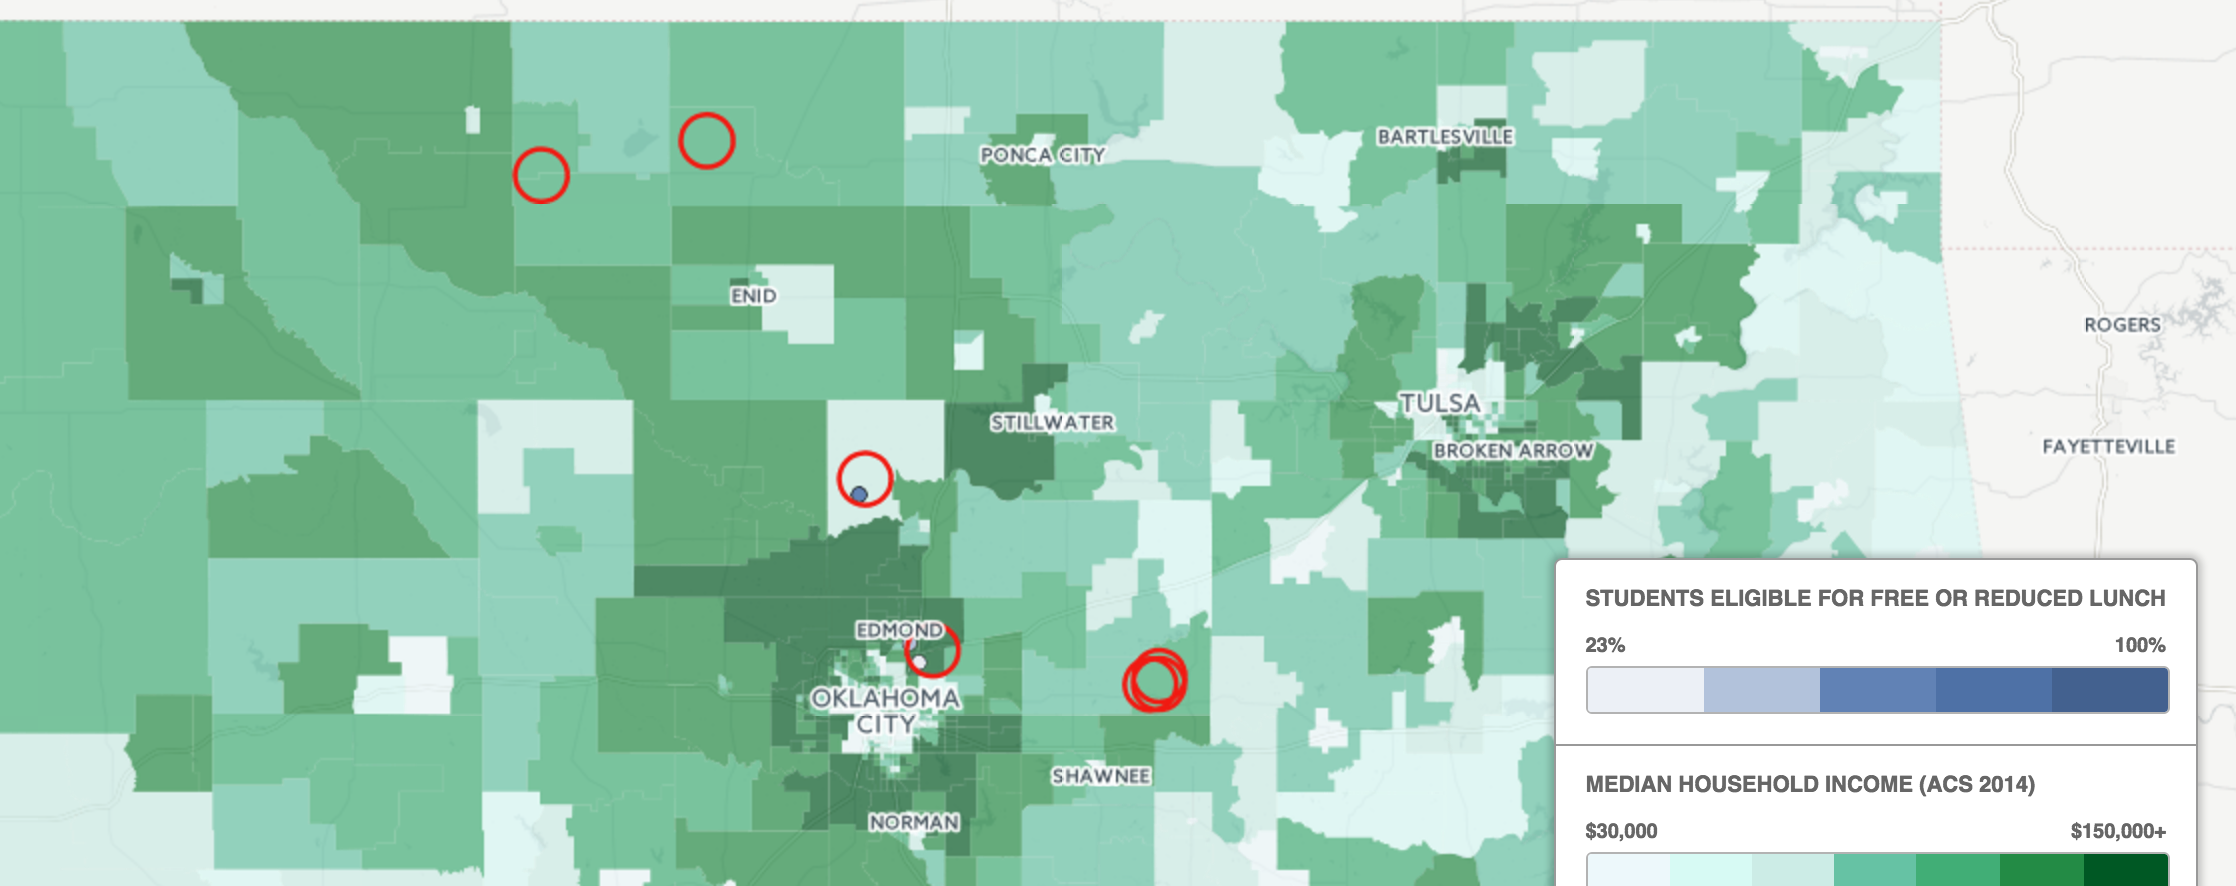 BARTLESVILLE
PONCA CITY
ENID
ROGERS
TULSA
STILLWATER
FAYETTEVILLE
BROKEN ARROW
EDMOND
OKLAHOMA
CITY
SHAWNEE
NORMAN
STUDENTS ELIGIBLE FOR FREE OR REDUCED LUNCH
23% 100%
MEDIAN HOUSEHOLD INCOME (ACS 2014)
$30,000 $150,000+